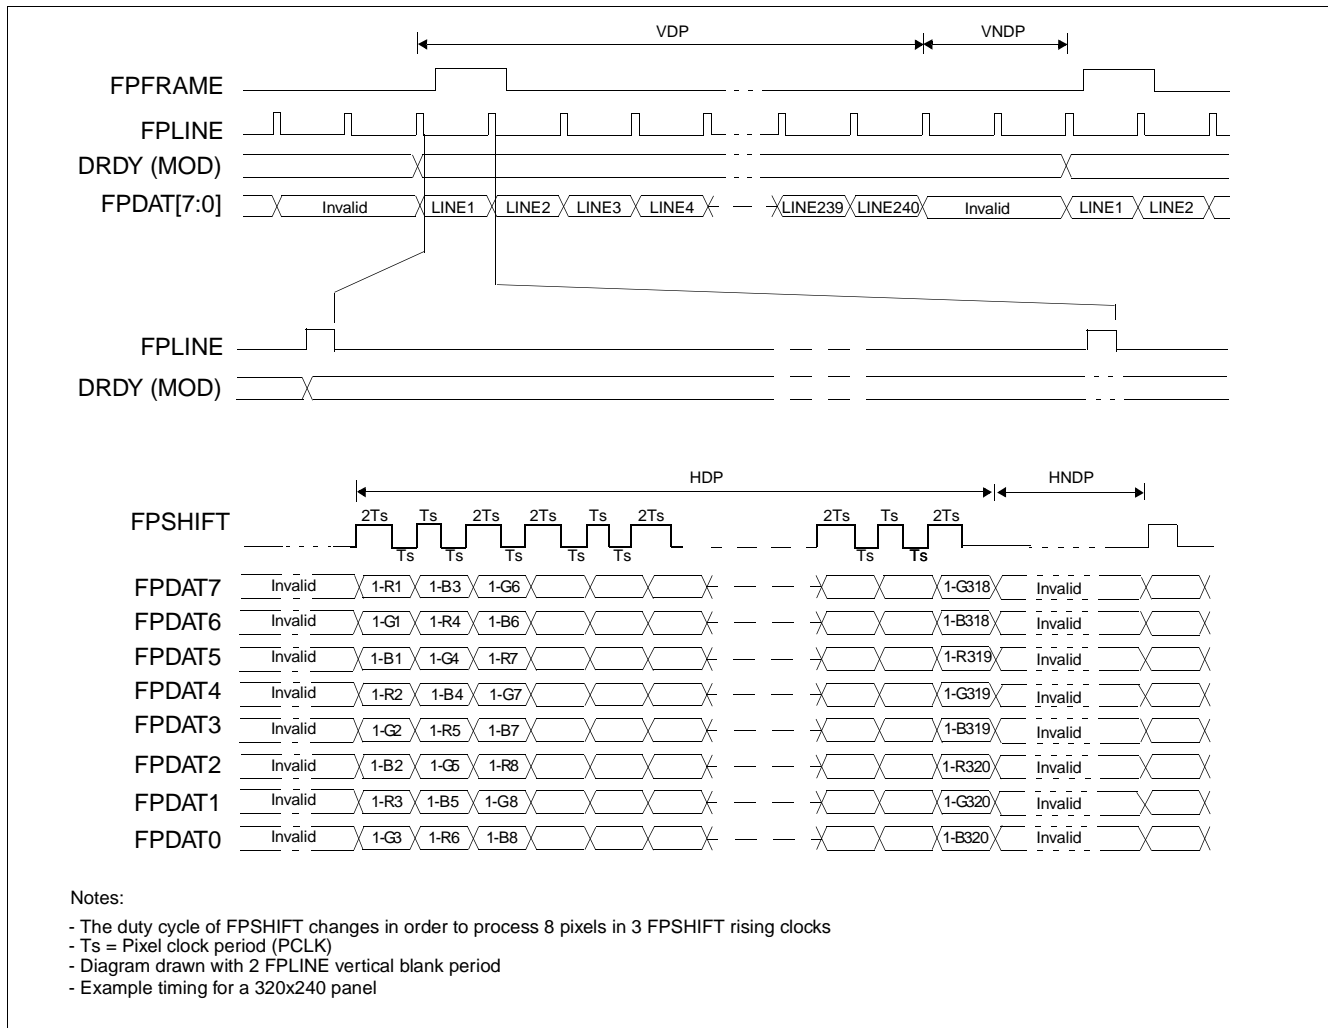 VDP VNDP
FPFRAME
FPLINE
DRDY (MOD)
FPDAT[7:0] Invalid LINE1 LINE2 LINE3 LINE4 LINE239 LINE240 Invalid LINE1 LINE2
FPLINE
DRDY (MOD)
HDP HNDP
FPSHIFT 2Ts Ts 2Ts 2Ts Ts 2Ts 2Ts Ts 2Ts
Ts Ts Ts Ts Ts Ts Ts
FPDAT7 Invalid 1-R1 1-B3 1-G6 1-G318 Invalid
FPDAT6 Invalid 1-G1 1-R4 1-B6 1-B318 Invalid
FPDAT5 Invalid 1-B1 1-G4 1-R7 1-R319 Invalid
FPDAT4 Invalid 1-R2 1-B4 1-G7 1-G319 Invalid
FPDAT3 Invalid 1-G2 1-R5 1-B7 1-B319 Invalid
FPDAT2 Invalid 1-B2 1-G5 1-R8 1-R320 Invalid
FPDAT1 Invalid 1-R3 1-B5 1-G8 1-G320 Invalid
FPDAT0 Invalid 1-G3 1-R6 1-B8 1-B320 Invalid
Notes:
- The duty cycle of FPSHIFT changes in order to process 8 pixels in 3 FPSHIFT rising clocks
- Ts = Pixel clock period (PCLK)
- Diagram drawn with 2 FPLINE vertical blank period
- Example timing for a 320x240 panel